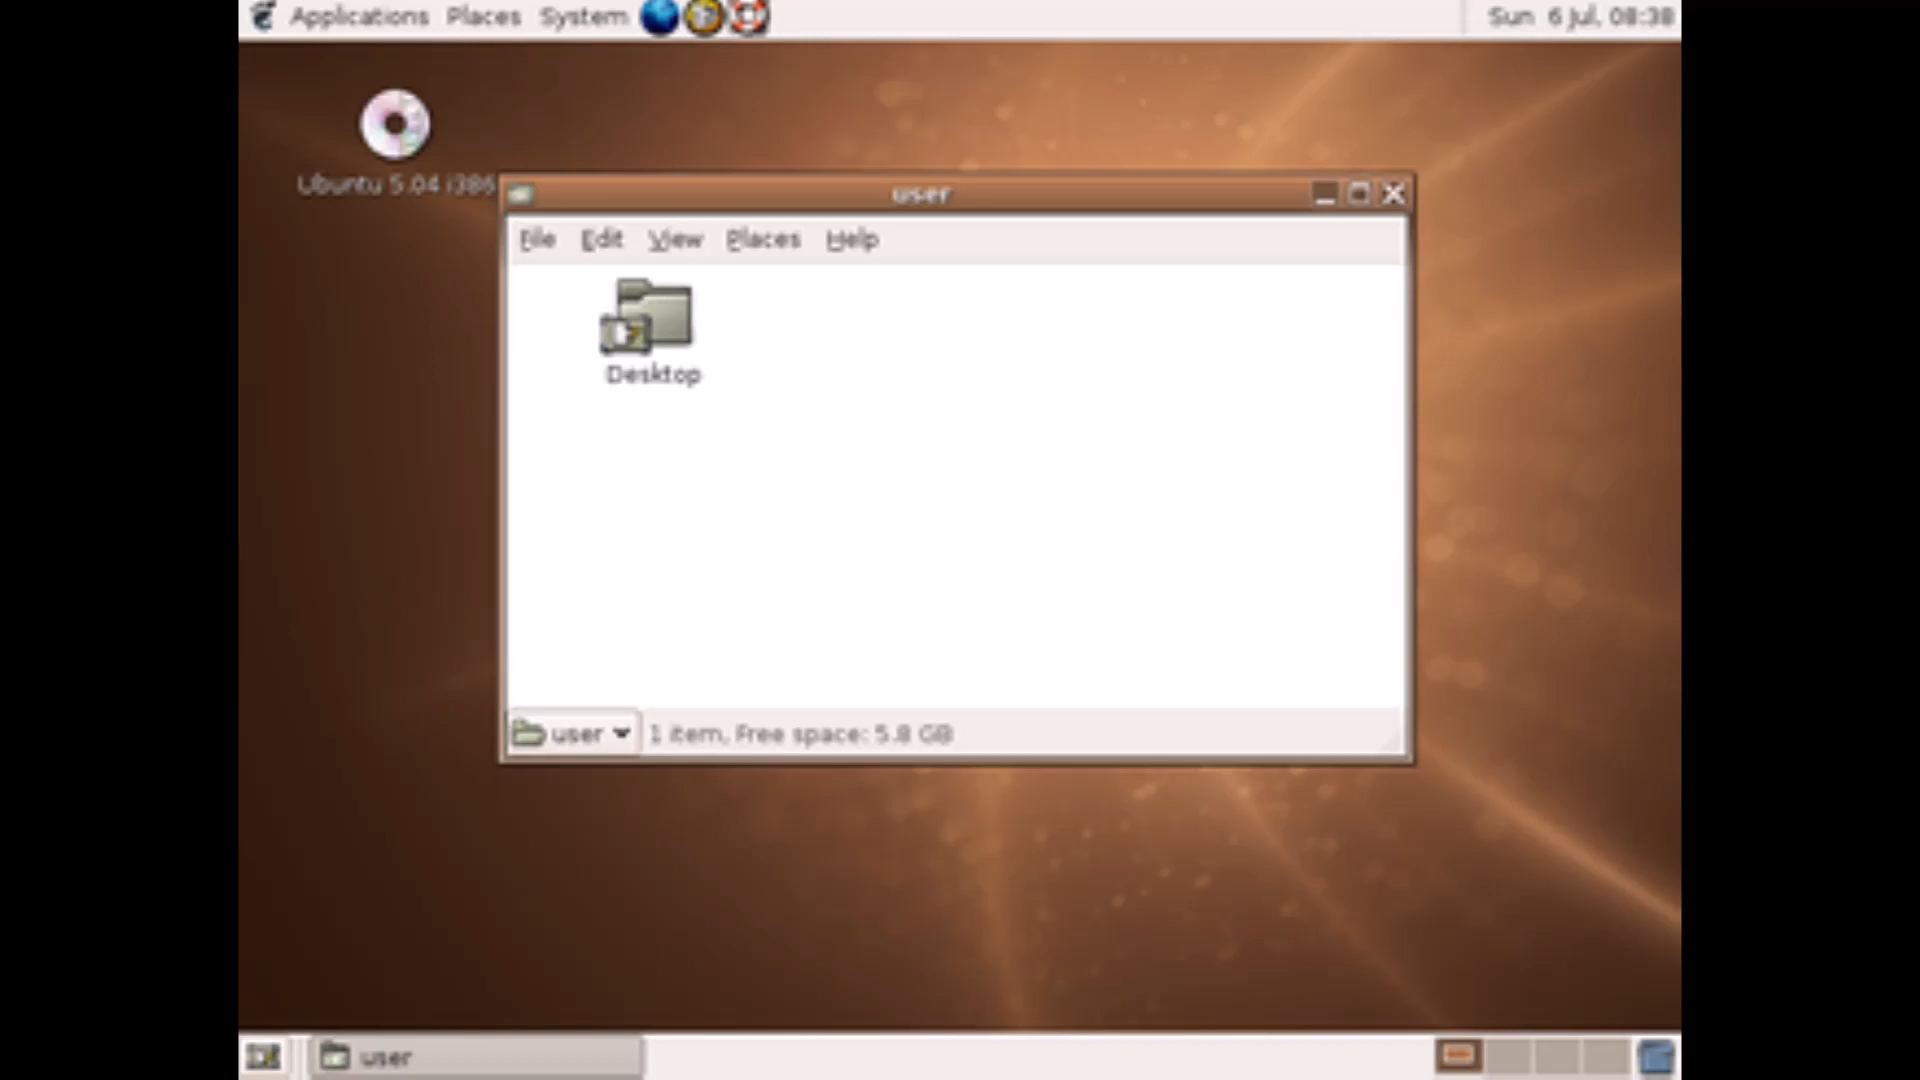 Applications Places System Sun 6 Jul, 08:38
Ubuntu 5.04 i386
user
File Edit View Places Help
Desktop
user 1 item, Free space: 5.8 GB
user